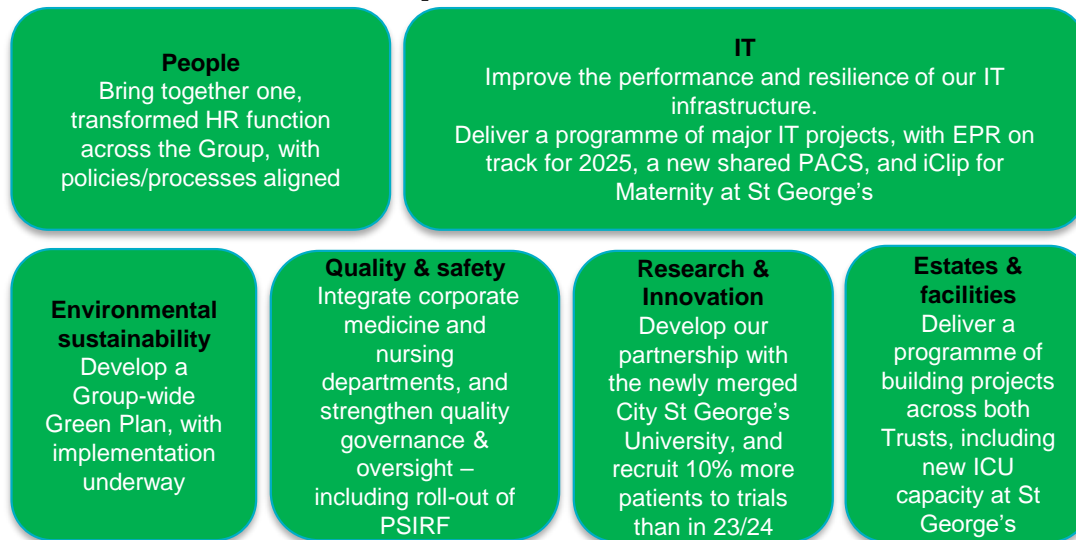 People
Bring together one,
transformed HR function
across the Group, with
policies/processes aligned
IT
Improve the performance and resilience of our IT
infrastructure.
Deliver a programme of major IT projects, with EPR on
track for 2025, a new shared PACS, and iClip for
Maternity at St George’s
Environmental
sustainability
Develop a
Group-wide
Green Plan, with
implementation
underway
Quality & safety
Integrate corporate
medicine and
nursing
departments, and
strengthen quality
governance &
oversight –
including roll-out of
PSIRF
Research &
Innovation
Develop our
partnership with
the newly merged
City St George’s
University, and
recruit 10% more
patients to trials
than in 23/24
Estates &
facilities
Deliver a
programme of
building projects
across both
Trusts, including
new ICU
capacity at St
George’s